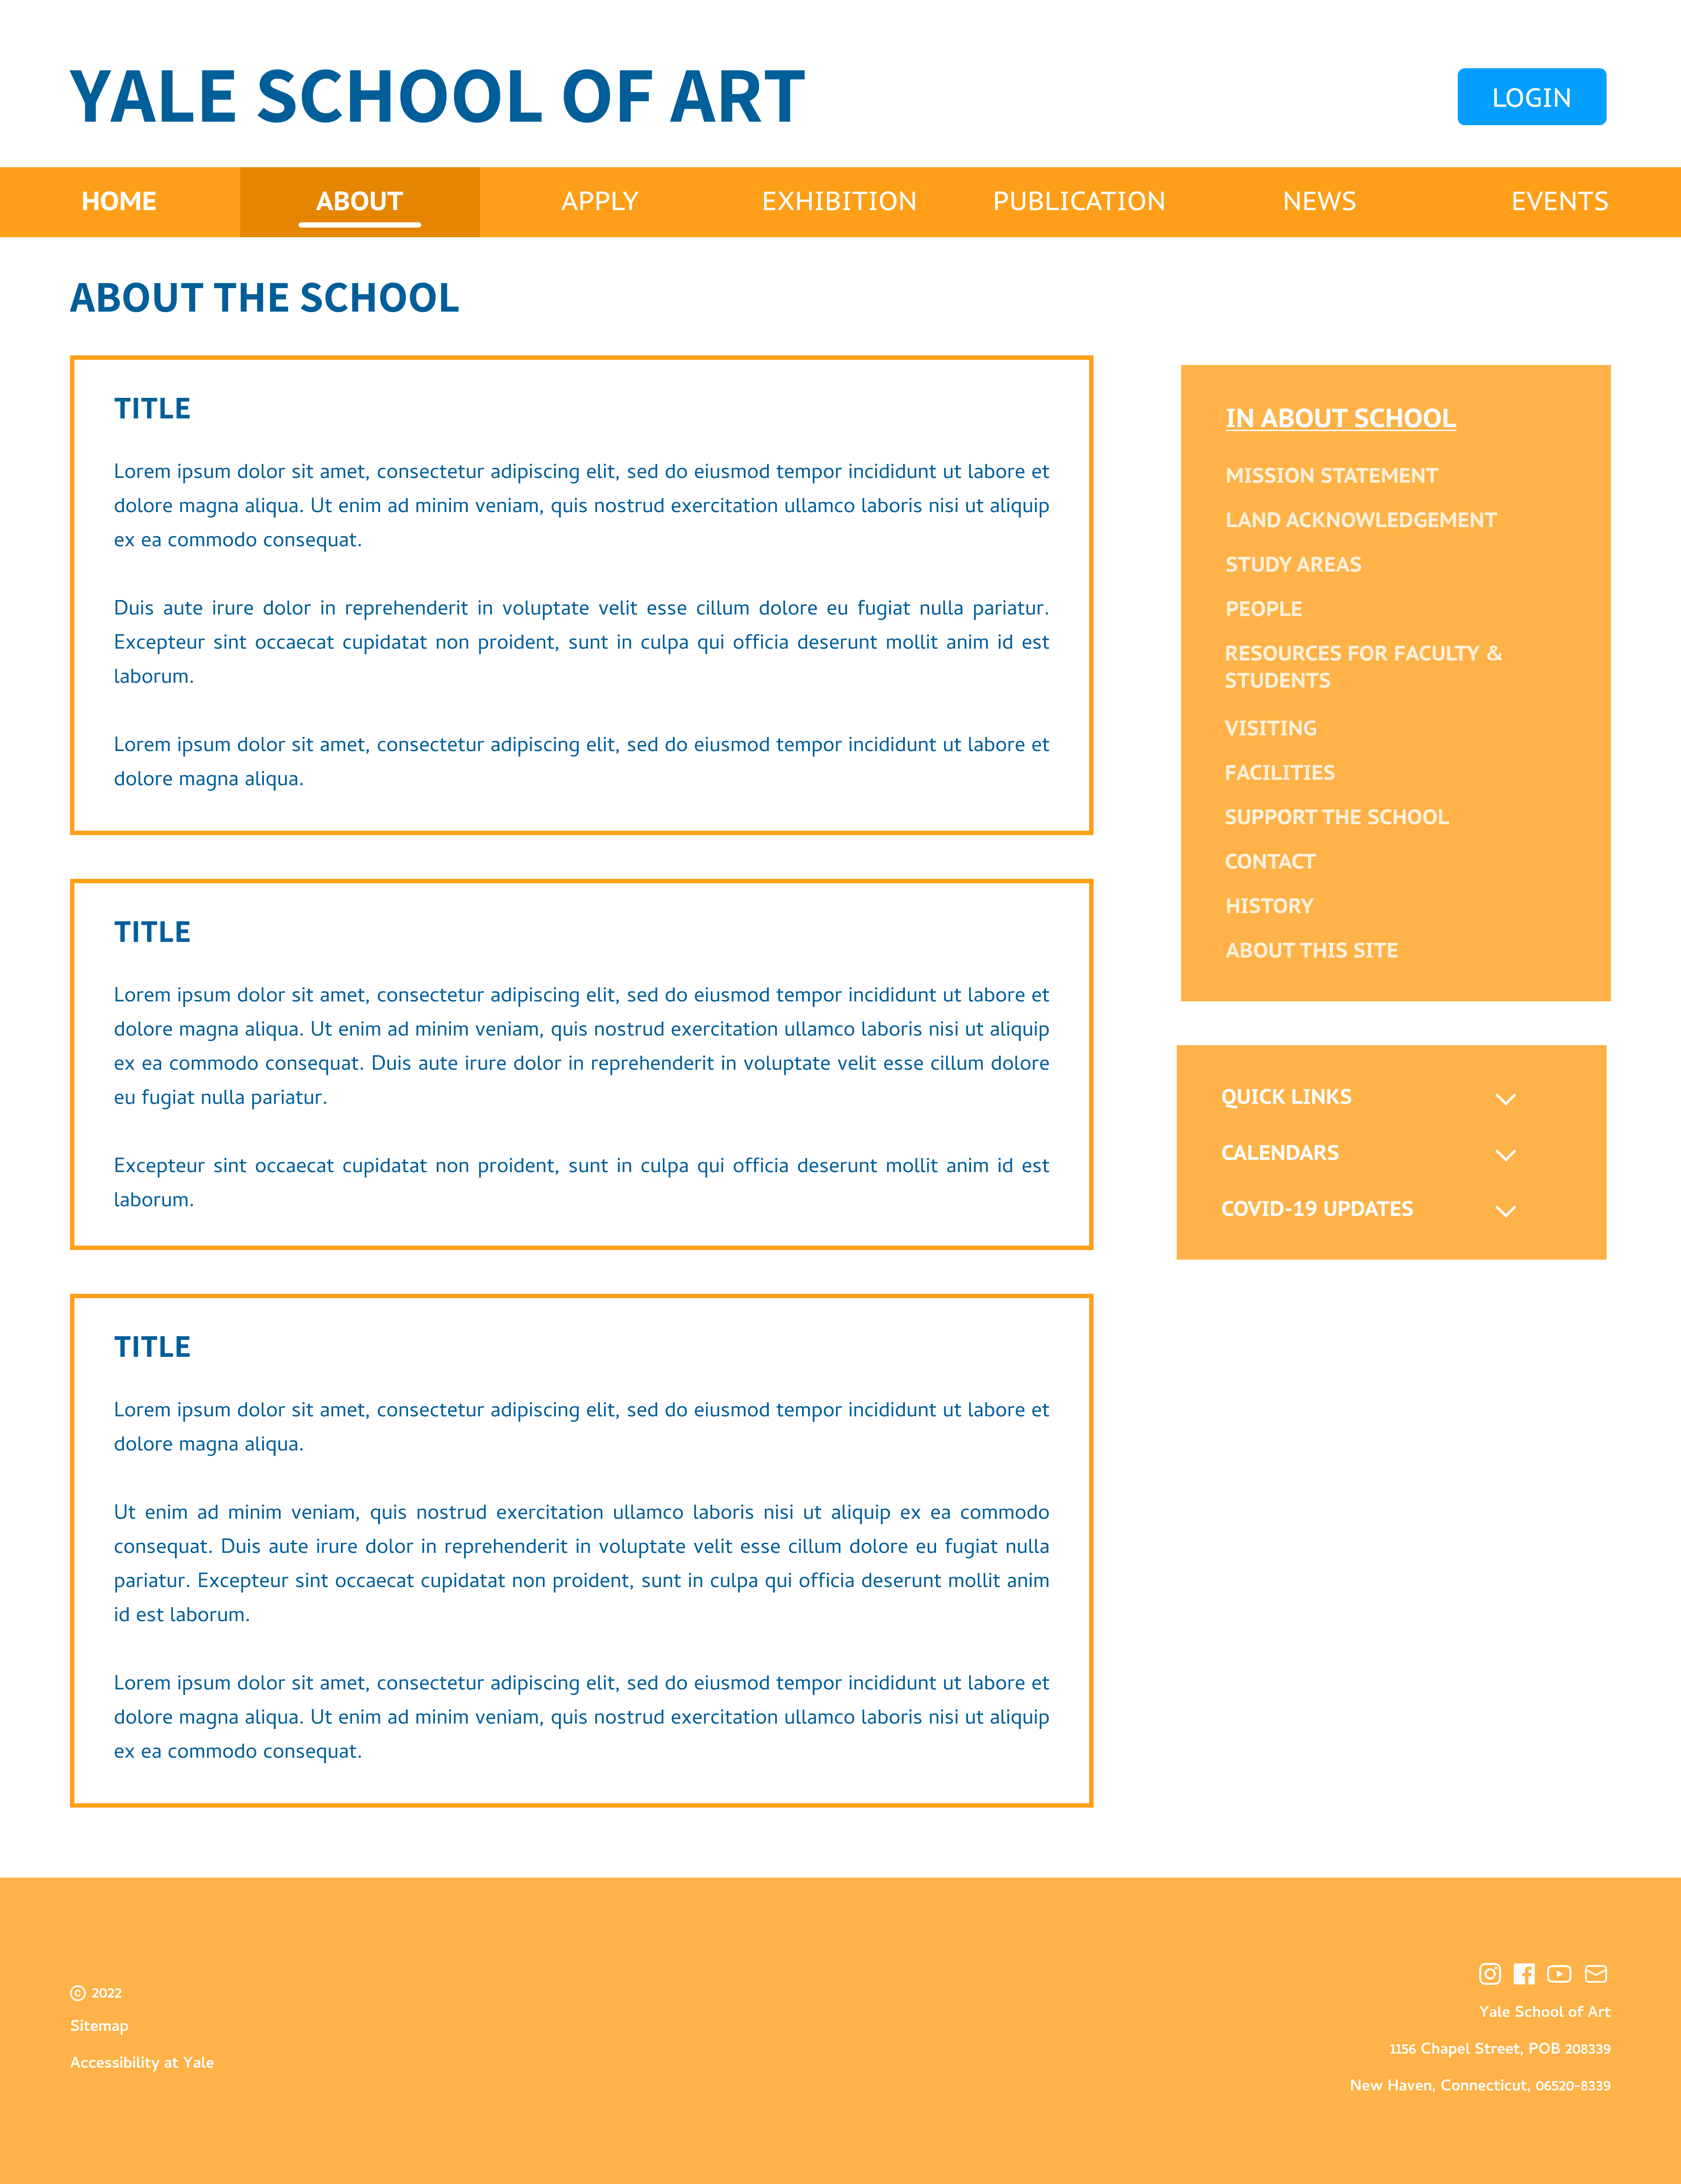 YALE SCHOOL OF ART
LOGIN
HOME
ABOUT
APPLY
EXHIBITION
PUBLICATION
NEWS
EVENTS
ABOUT THE SCHOOL
TITLE
Lorem ipsum dolor sit amet, consectetur adipiscing elit, sed do eiusmod tempor incididunt ut labore et
dolore magna aliqua. Ut enim ad minim veniam, quis nostrud exercitation ullamco laboris nisi ut aliquip
ex ea commodo consequat.
Duis aute irure dolor in reprehenderit in voluptate velit esse cillum dolore eu fugiat nulla pariatur.
Excepteur sint occaecat cupidatat non proident, sunt in culpa qui officia deserunt mollit anim id est
laborum.
Lorem ipsum dolor sit amet, consectetur adipiscing elit, sed do eiusmod tempor incididunt ut labore et
dolore magna aliqua.
TITLE
Lorem ipsum dolor sit amet, consectetur adipiscing elit, sed do eiusmod tempor incididunt ut labore et
dolore magna aliqua. Ut enim ad minim veniam, quis nostrud exercitation ullamco laboris nisi ut aliquip
ex ea commodo consequat. Duis aute irure dolor in reprehenderit in voluptate velit esse cillum dolore
eu fugiat nulla pariatur.
Excepteur sint occaecat cupidatat non proident, sunt in culpa qui officia deserunt mollit anim id est
laborum.
TITLE
Lorem ipsum dolor sit amet, consectetur adipiscing elit, sed do eiusmod tempor incididunt ut labore et
dolore magna aliqua.
Ut enim ad minim veniam, quis nostrud exercitation ullamco laboris nisi ut aliquip ex ea commodo
consequat. Duis aute irure dolor in reprehenderit in voluptate velit esse cillum dolore eu fugiat nulla
pariatur. Excepteur sint occaecat cupidatat non proident, sunt in culpa qui officia deserunt mollit anim
id est laborum.
Lorem ipsum dolor sit amet, consectetur adipiscing elit, sed do eiusmod tempor incididunt ut labore et
dolore magna aliqua. Ut enim ad minim veniam, quis nostrud exercitation ullamco laboris nisi ut aliquip
ex ea commodo consequat.
IN ABOUT SCHOOL
MISSION STATEMENT
LAND ACKNOWLEDGEMENT
STUDY AREAS
PEOPLE
RESOURCES FOR FACULTY &
STUDENTS
VISITING
FACILITIES
SUPPORT THE SCHOOL
CONTACT
HISTORY
ABOUT THIS SITE
QUICK LINKS
CALENDARS
COVID-19 UPDATES
© 2022
Sitemap
Accessibility at Yale
Yale School of Art
1156 Chapel Street, POB 208339
New Haven, Connecticut, 06520-8339